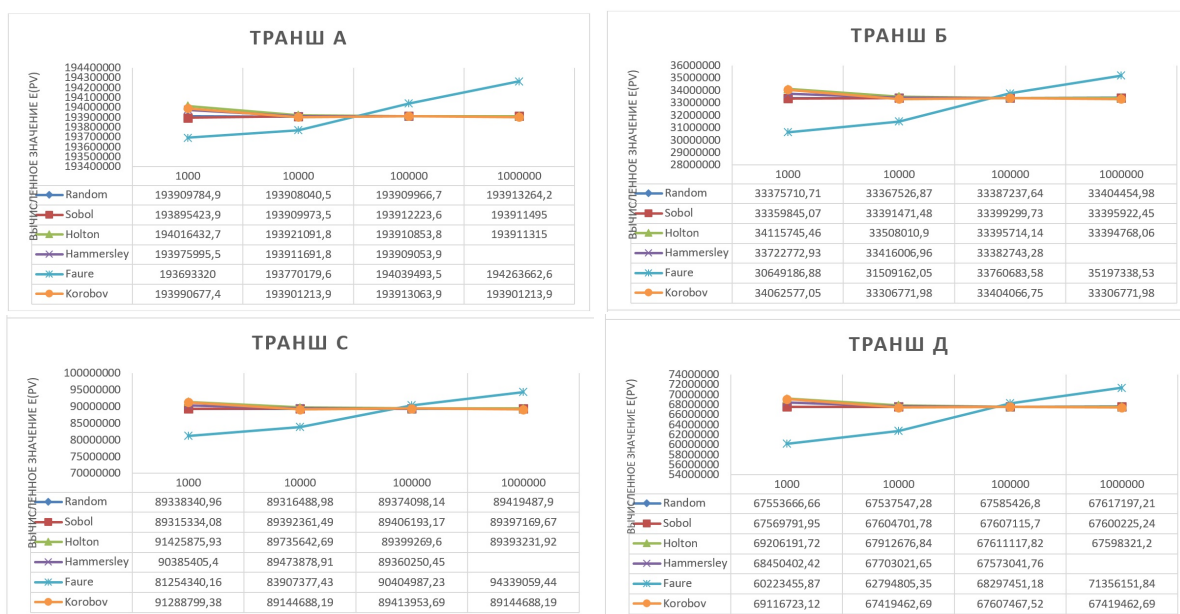 ТРАНШ А
ВЫЧИСЛЕННОЕ ЗНАЧЕНИЕ E(PV)
194400000
194300000
194200000
194100000
194000000
193900000
193800000
193700000
193600000
193500000
193400000
1000 10000 100000 1000000
Random 193909784,9 193908040,5 193909966,7 193913264,2
Sobol 193895423,9 193909973,5 193912223,6 193911495
Holton 194016432,7 193921091,8 193910853,8 193911315
Hammersley 193975995,5 193911691,8 193909053,9
Faure 193693320 193770179,6 194039493,5 194263662,6
Korobov 193990677,4 193901213,9 193913063,9 193901213,9
ТРАНШ Б
ВЫЧИСЛЕННОЕ ЗНАЧЕНИЕ E(PV)
36000000
35000000
34000000
33000000
32000000
31000000
30000000
29000000
28000000
1000 10000 100000 1000000
Random 33375710,71 33367526,87 33387237,64 33404454,98
Sobol 33359845,07 33391471,48 33399299,73 33395922,45
Holton 34115745,46 33508010,9 33395714,14 33394768,06
Hammersley 33722772,93 33416006,96 33382743,28
Faure 30649186,88 31509162,05 33760683,58 35197338,53
Korobov 34062577,05 33306771,98 33404066,75 33306771,98
ТРАНШ С
ВЫЧИСЛЕННОЕ ЗНАЧЕНИЕ E(PV)
100000000
95000000
90000000
85000000
80000000
75000000
70000000
1000 10000 100000 1000000
Random 89338340,96 89316488,98 89374098,14 89419487,9
Sobol 89315334,08 89392361,49 89406193,17 89397169,67
Holton 91425875,93 89735642,69 89399269,6 89393231,92
Hammersley 90385405,4 89473878,91 89360250,45
Faure 81254340,16 83907377,43 90404987,23 94339059,44
Korobov 91288799,38 89144688,19 89413953,69 89144688,19
ТРАНШ Д
ВЫЧИСЛЕННОЕ ЗНАЧЕНИЕ E(PV)
74000000
72000000
70000000
68000000
66000000
64000000
62000000
60000000
58000000
56000000
54000000
1000 10000 100000 1000000
Random 67553666,66 67537547,28 67585426,8 67617197,21
Sobol 67569791,95 67604701,78 67607115,7 67600225,24
Holton 69206191,72 67912676,84 67611117,82 67598321,2
Hammersley 68450402,42 67703021,65 67573041,76
Faure 60223455,87 62794805,35 68297451,18 71356151,84
Korobov 69116723,12 67419462,69 67607467,52 67419462,69